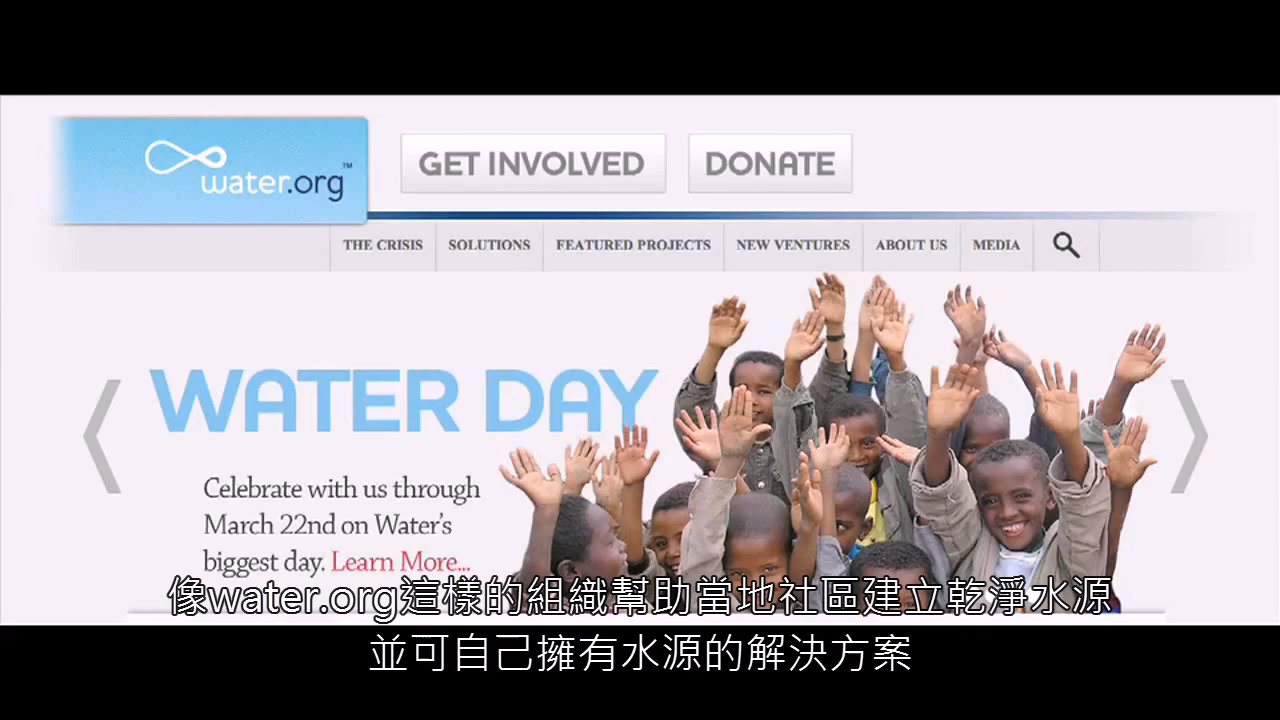 water.org™
GET INVOLVED
DONATE
THE CRISIS
SOLUTIONS
FEATURED PROJECTS
NEW VENTURES
ABOUT US
MEDIA
WATER DAY
Celebrate with us through
March 22nd on Water's
biggest day. Learn More...
像water.org這樣的組織幫助當地社區建立乾淨水源
並可自己擁有水源的解決方案